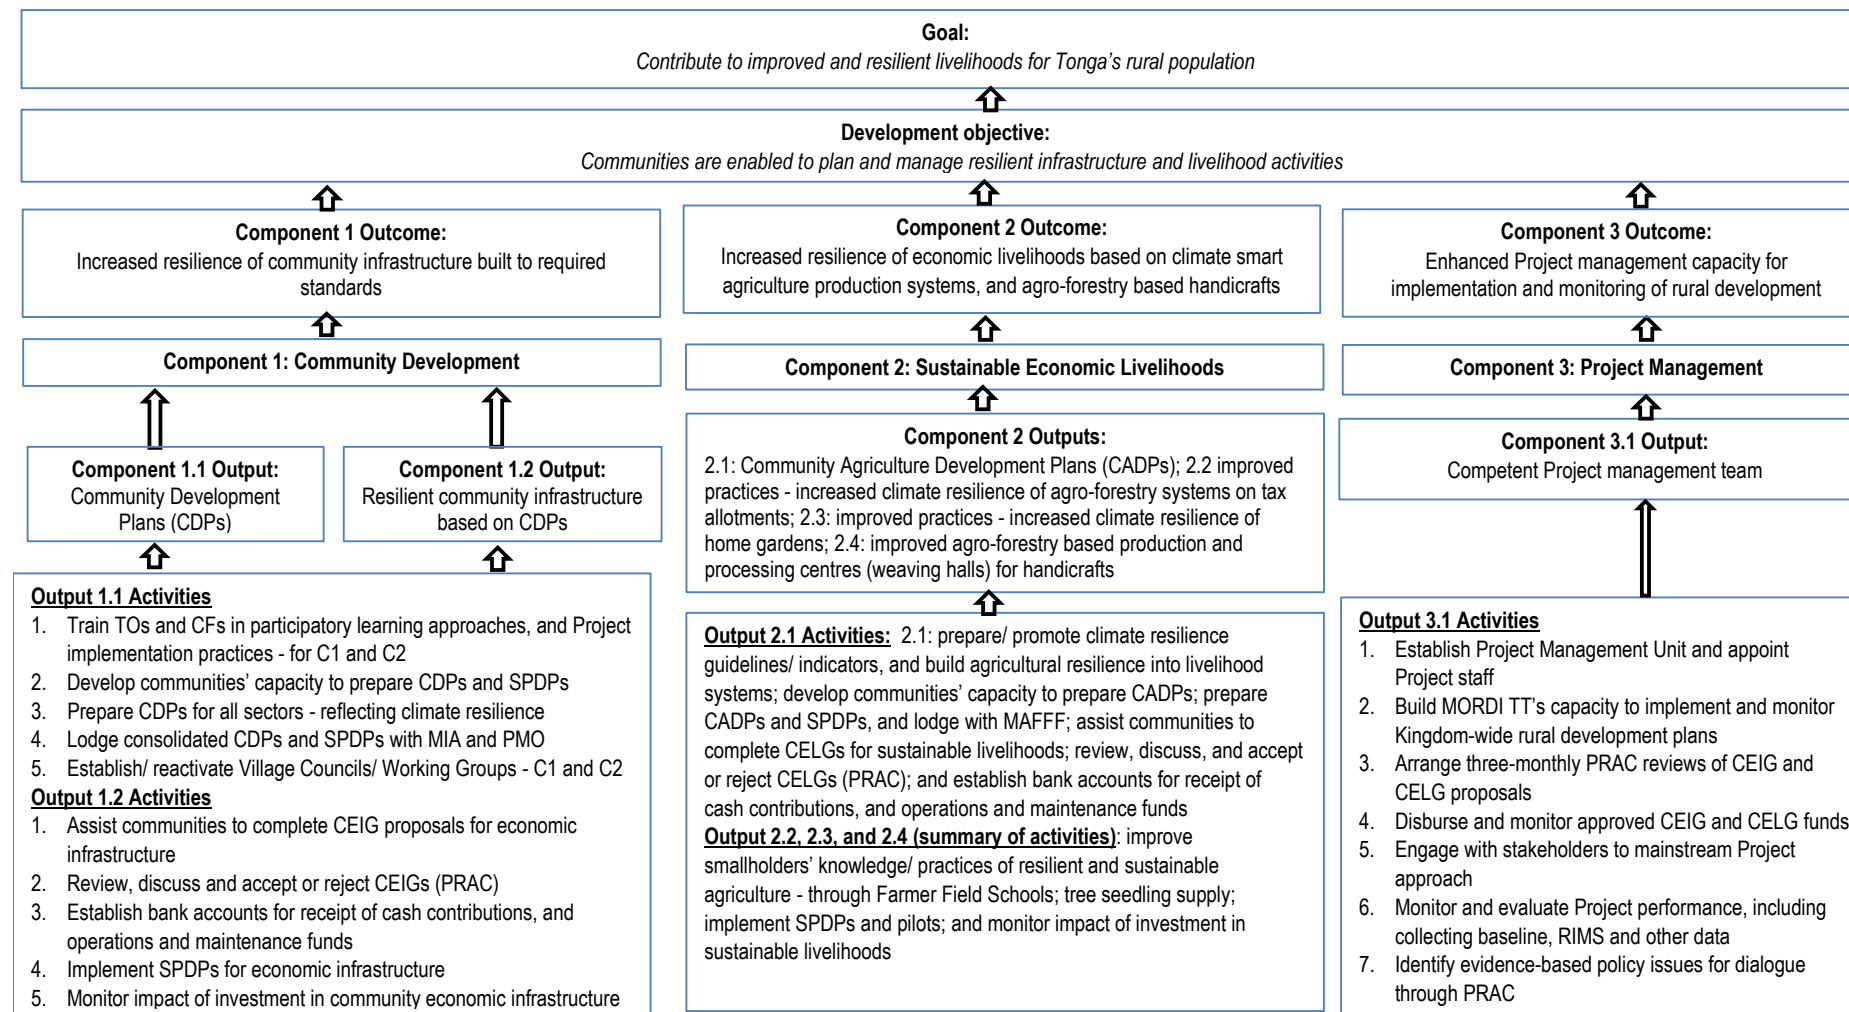 Goal:
Contribute to improved and resilient livelihoods for Tonga's rural population
Development objective:
Communities are enabled to plan and manage resilient infrastructure and livelihood activities
Component 1 Outcome:
Increased resilience of community infrastructure built to required
standards
Component 2 Outcome:
Increased resilience of economic livelihoods based on climate smart
agriculture production systems, and agro-forestry based handicrafts
Component 3 Outcome:
Enhanced Project management capacity for
implementation and monitoring of rural development
Component 1: Community Development
Component 2: Sustainable Economic Livelihoods
Component 3: Project Management
Component 1.1 Output:
Community Development
Plans (CDPs)
Component 1.2 Output:
Resilient community infrastructure
based on CDPs
Component 2 Outputs:
2.1: Community Agriculture Development Plans (CADPs); 2.2 improved
practices - increased climate resilience of agro-forestry systems on tax
allotments; 2.3: improved practices - increased climate resilience of
home gardens; 2.4: improved agro-forestry based production and
processing centres (weaving halls) for handicrafts
Component 3.1 Output:
Competent Project management team
Output 1.1 Activities
1. Train TOs and CFs in participatory learning approaches, and Project
implementation practices - for C1 and C2
2. Develop communities' capacity to prepare CDPs and SPDPs
3. Prepare CDPs for all sectors - reflecting climate resilience
4. Lodge consolidated CDPs and SPDPs with MIA and PMO
5. Establish/ reactivate Village Councils/ Working Groups - C1 and C2
Output 1.2 Activities
1. Assist communities to complete CEIG proposals for economic
infrastructure
2. Review, discuss and accept or reject CEIGs (PRAC)
3. Establish bank accounts for receipt of cash contributions, and
operations and maintenance funds
4. Implement SPDPs for economic infrastructure
5. Monitor impact of investment in community economic infrastructure
Output 2.1 Activities: 2.1: prepare/ promote climate resilience
guidelines/ indicators, and build agricultural resilience into livelihood
systems; develop communities' capacity to prepare CADPs; prepare
CADPs and SPDPs, and lodge with MAFFF; assist communities to
complete CELGs for sustainable livelihoods; review, discuss, and accept
or reject CELGs (PRAC); and establish bank accounts for receipt of
cash contributions, and operations and maintenance funds
Output 2.2, 2.3, and 2.4 (summary of activities): improve
smallholders' knowledge/ practices of resilient and sustainable
agriculture - through Farmer Field Schools; tree seedling supply;
implement SPDPs and pilots; and monitor impact of investment in
sustainable livelihoods
Output 3.1 Activities
1. Establish Project Management Unit and appoint
Project staff
2. Build MORDI TT's capacity to implement and monitor
Kingdom-wide rural development plans
3. Arrange three-monthly PRAC reviews of CEIG and
CELG proposals
4. Disburse and monitor approved CEIG and CELG funds
5. Engage with stakeholders to mainstream Project
approach
6. Monitor and evaluate Project performance, including
collecting baseline, RIMS and other data
7. Identify evidence-based policy issues for dialogue
through PRAC